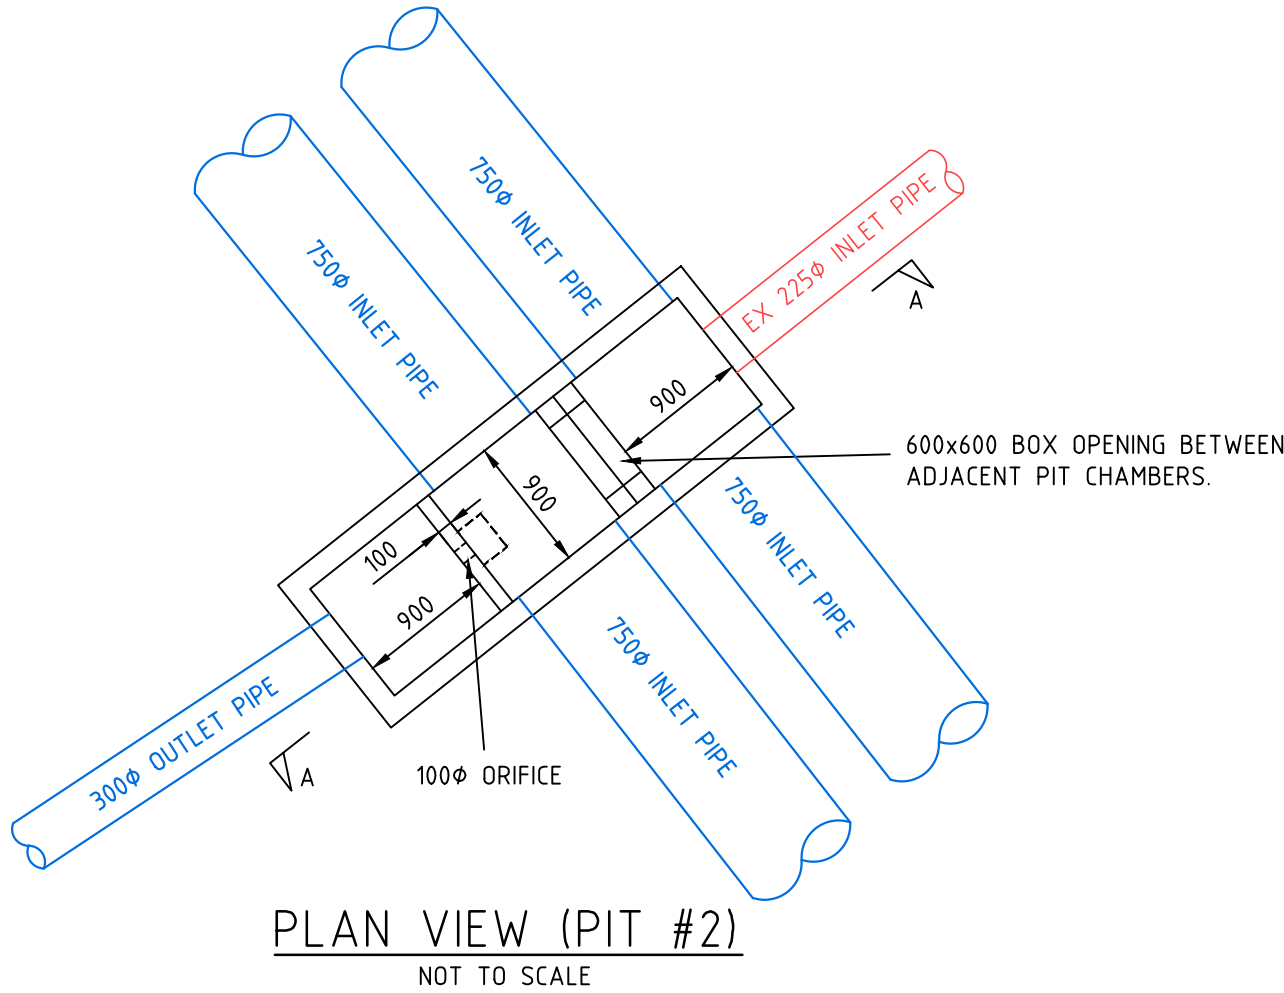 750φ INLET PIPE
750φ INLET PIPE
EX 225φ INLET PIPE
A
900
600x600 BOX OPENING BETWEEN
ADJACENT PIT CHAMBERS.
900
750φ INLET PIPE
100
900
750φ INLET PIPE
300φ OUTLET PIPE
A
100φ ORIFICE
PLAN VIEW (PIT #2)
NOT TO SCALE